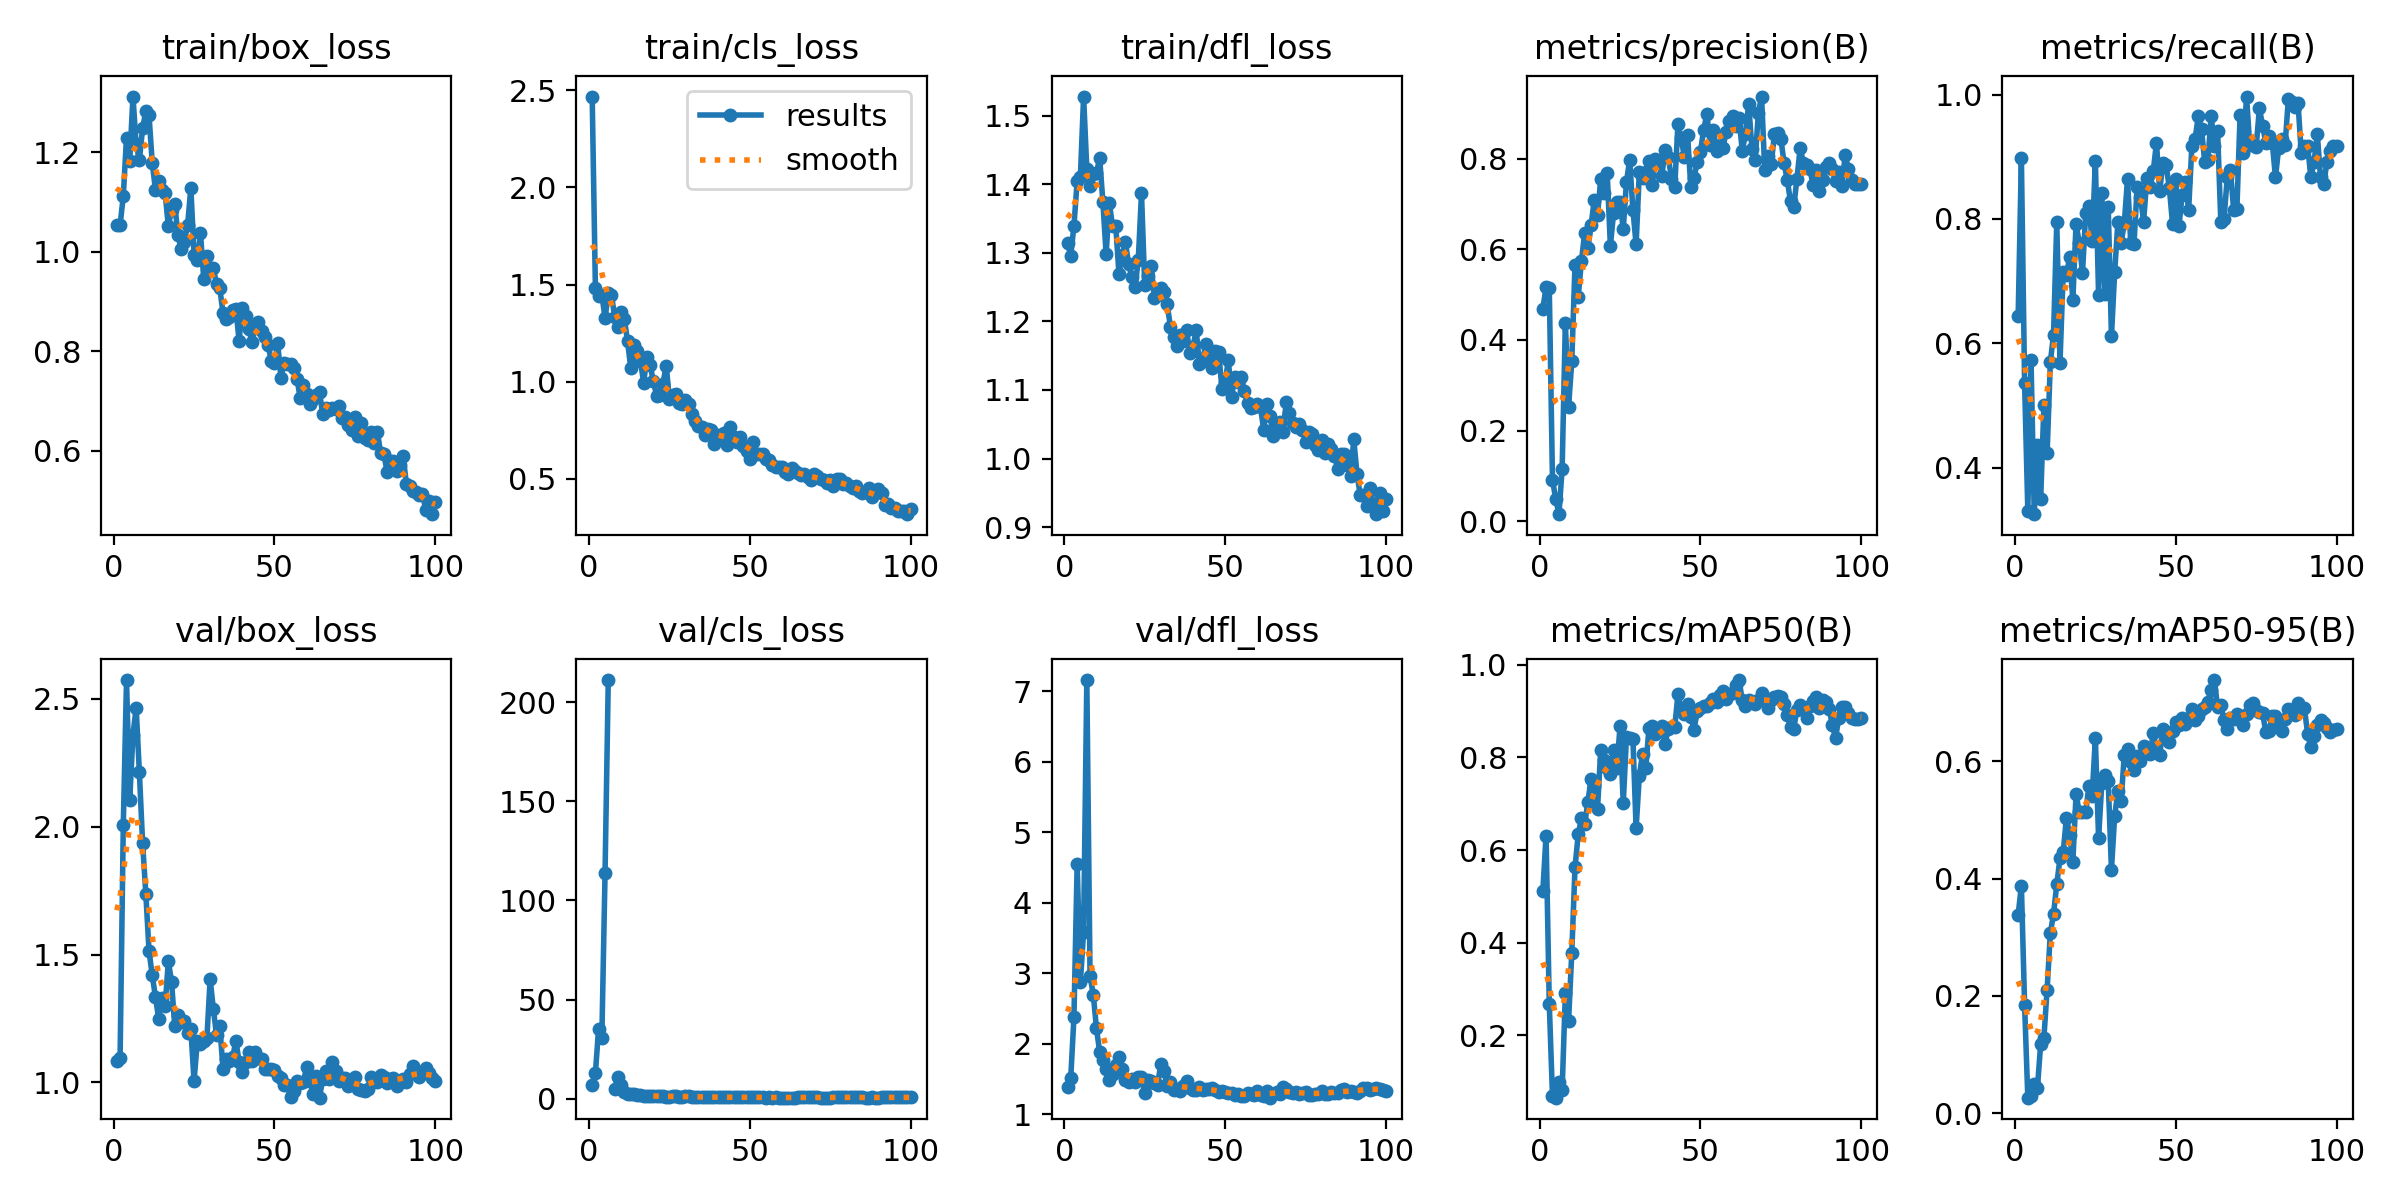 train/box_loss
train/cls_loss
train/dfl_loss
metrics/precision(B)
metrics/recall(B)
1.2
1.0
0.8
0.6
0 50 100
2.5
2.0
1.5
1.0
0.5
results
smooth
0 50 100
1.5
1.4
1.3
1.2
1.1
1.0
0.9
0 50 100
0.8
0.6
0.4
0.2
0.0
0 50 100
1.0
0.8
0.6
0.4
0 50 100
val/box_loss
val/cls_loss
val/dfl_loss
metrics/mAP50(B)
metrics/mAP50-95(B)
2.5
2.0
1.5
1.0
0 50 100
200
150
100
50
0
0 50 100
7
6
5
4
3
2
1
0 50 100
1.0
0.8
0.6
0.4
0.2
0 50 100
0.6
0.4
0.2
0.0
0 50 100